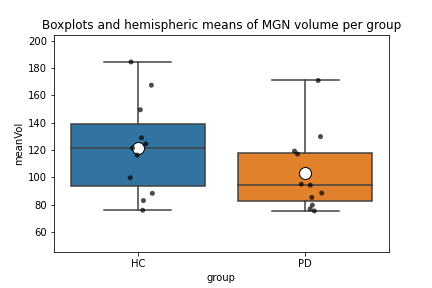 Boxplots and hemispheric means of MGN volume per group
200
180
160
140
120
100
80
60
meanVol
HC
PD
group